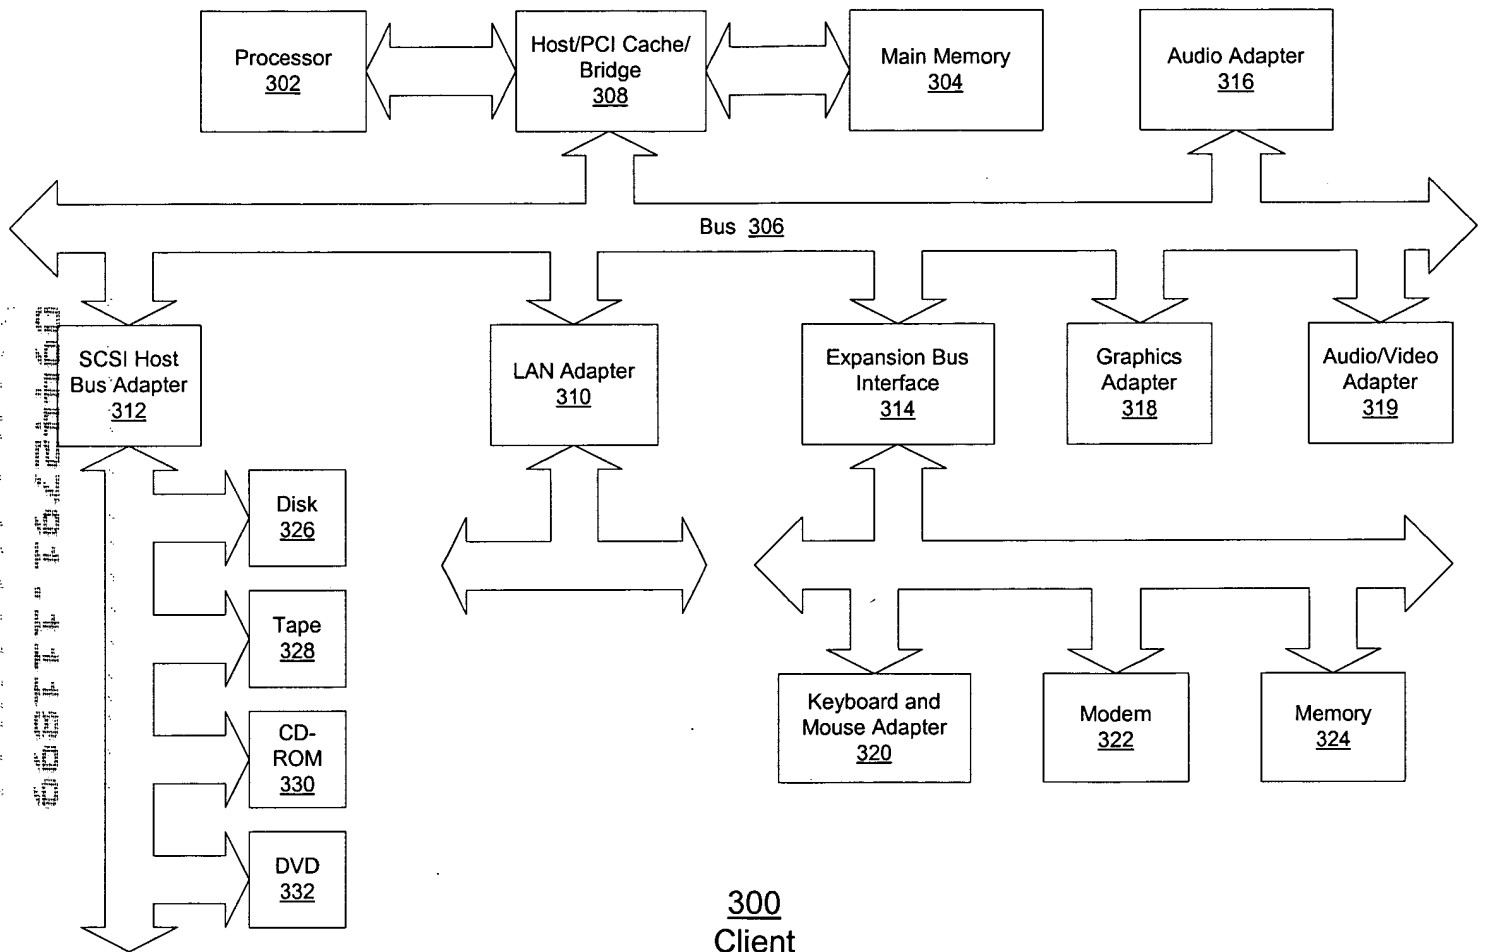 Processor
302
Host/PCI Cache/
Bridge
308
Main Memory
304
Audio Adapter
316
Bus 306
SCSI Host
Bus Adapter
312
LAN Adapter
310
Expansion Bus
Interface
314
Graphics
Adapter
318
Audio/Video
Adapter
319
Disk
326
Tape
328
CD-
ROM
330
DVD
332
Keyboard and
Mouse Adapter
320
Modem
322
Memory
324
300
Client